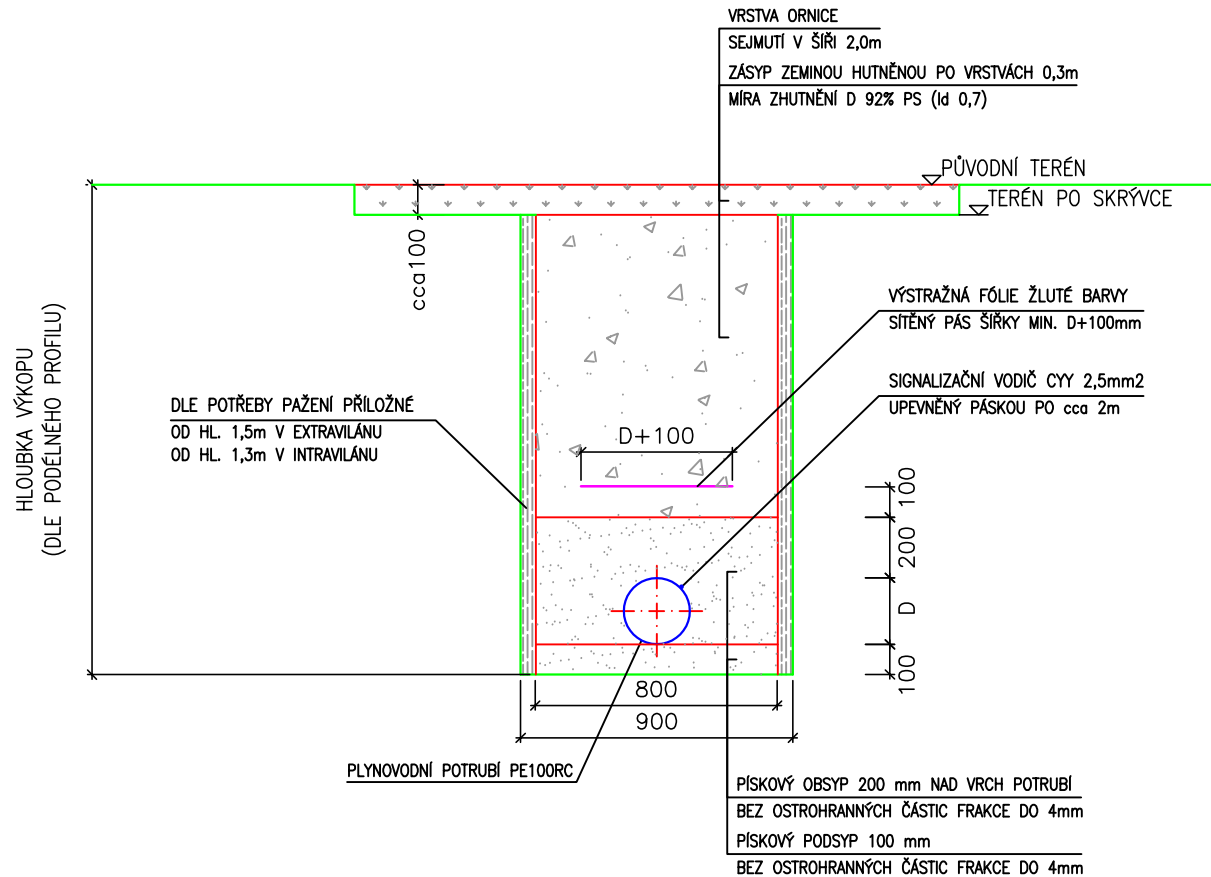 VRSTVA ORNICE
SEJMUTÍ V ŠÍŘI 2,0m
ZÁSYP ZEMINOU HUTNĚNOU PO VRSTVÁCH 0,3m
MÍRA ZHUTNĚNÍ D 92% PS (Id 0,7)
PŮVODNÍ TERÉN
TERÉN PO SKRÝVCE
cca100
HLOUBKA VÝKOPU
(DLE PODÉLNÉHO PROFILU)
VÝSTRAŽNÁ FÓLIE ŽLUTÉ BARVY
SÍTĚNÝ PÁS ŠÍŘKY MIN. D+100mm
SIGNALIZAČNÍ VODIČ CYY 2,5mm2
UPEVNĚNÝ PÁSKOU PO cca 2m
DLE POTŘEBY PAŽENÍ PŘÍLOŽNÉ
OD HL. 1,5m V EXTRAVILÁNU
OD HL. 1,3m V INTRAVILÁNU
D+100
100
200
D
100
800
900
PLYNOVODNÍ POTRUBÍ PE100RC
PÍSKOVÝ OBSYP 200 mm NAD VRCH POTRUBÍ
BEZ OSTROHRANNÝCH ČÁSTIC FRAKCE DO 4mm
PÍSKOVÝ PODSYP 100 mm
BEZ OSTROHRANNÝCH ČÁSTIC FRAKCE DO 4mm